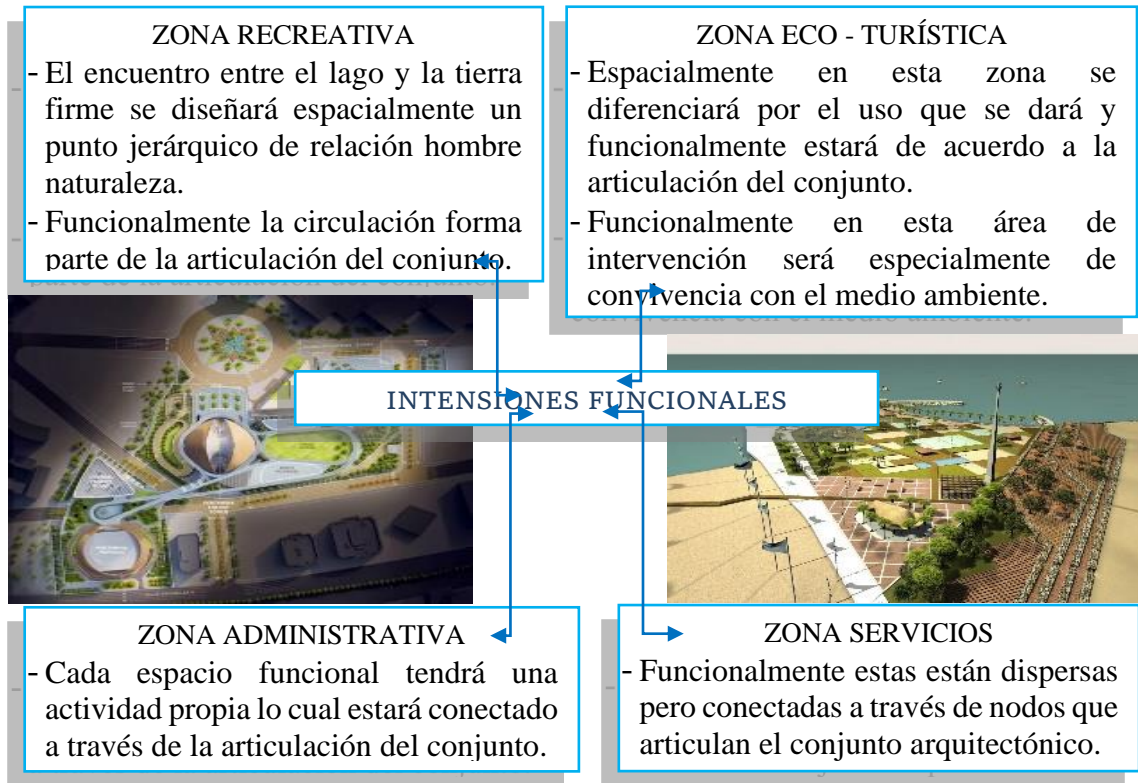 ZONA RECREATIVA
- El encuentro entre el lago y la tierra
firme se diseñará espacialmente un
punto jerárquico de relación hombre
naturaleza.
- Funcionalmente la circulación forma
parte de la articulación del conjunto.
ZONA ECO - TURÍSTICA
- Espacialmente en esta zona se
diferenciará por el uso que se dará y
funcionalmente estará de acuerdo a la
articulación del conjunto.
- Funcionalmente en esta área de
intervención será especialmente de
convivencia con el medio ambiente.
INTENSIONES FUNCIONALES
ZONA ADMINISTRATIVA
- Cada espacio funcional tendrá una
actividad propia lo cual estará conectado
a través de la articulación del conjunto.
ZONA SERVICIOS
- Funcionalmente estas están dispersas
pero conectadas a través de nodos que
articulan el conjunto arquitectónico.